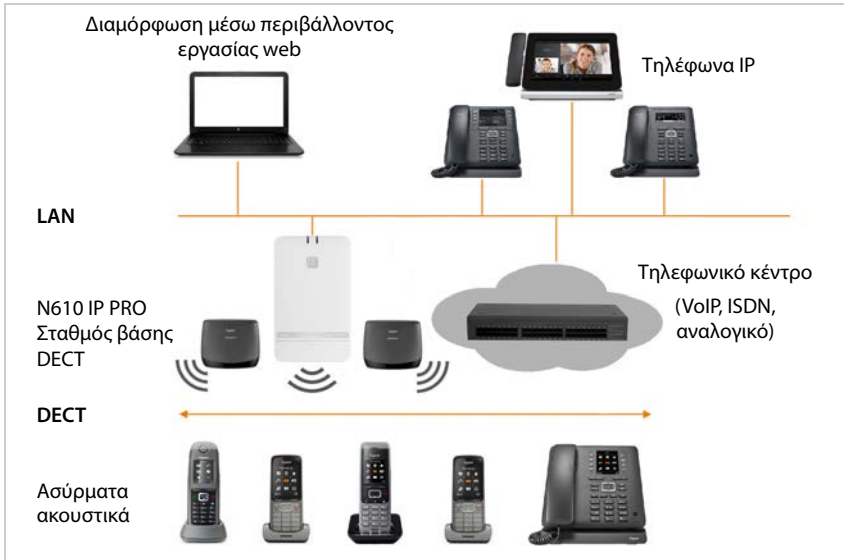 Διαμόρφωση μέσω περιβάλλοντος
εργασίας web
Τηλέφωνα IP
LAN
Τηλεφωνικό κέντρο
(VoIP, ISDN,
αναλογικό)
N610 IP PRO
Σταθμός βάσης
DECT
DECT
Ασύρματα
ακουστικά